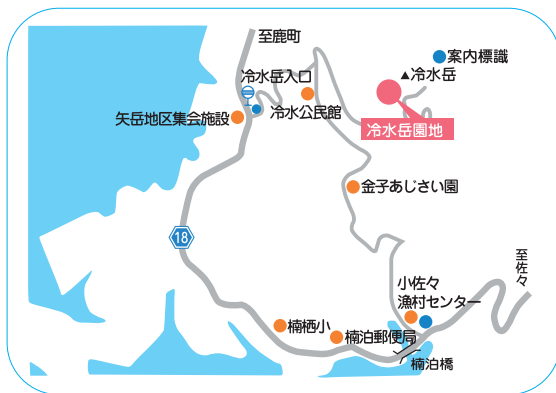 至鹿町
案内標識
▲冷水岳
冷水岳入口
冷水公民館
矢岳地区集会施設
冷水岳園地
金子あじさい園
18
至佐々
小佐々
漁村センター
楠栖小
楠泊郵便局
楠泊橋